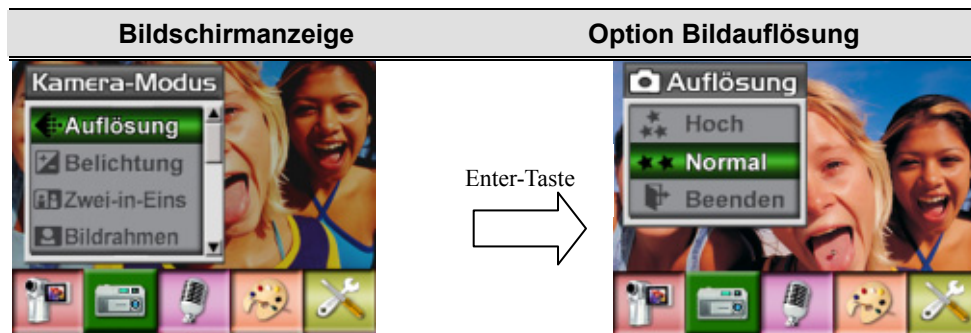 Bildschirmanzeige
Option Bildauflösung
Kamera-Modus
Auflösung
Belichtung
Zwei-in-Eins
Bildrahmen
Enter-Taste
Auflösung
Hoch
Normal
Beenden